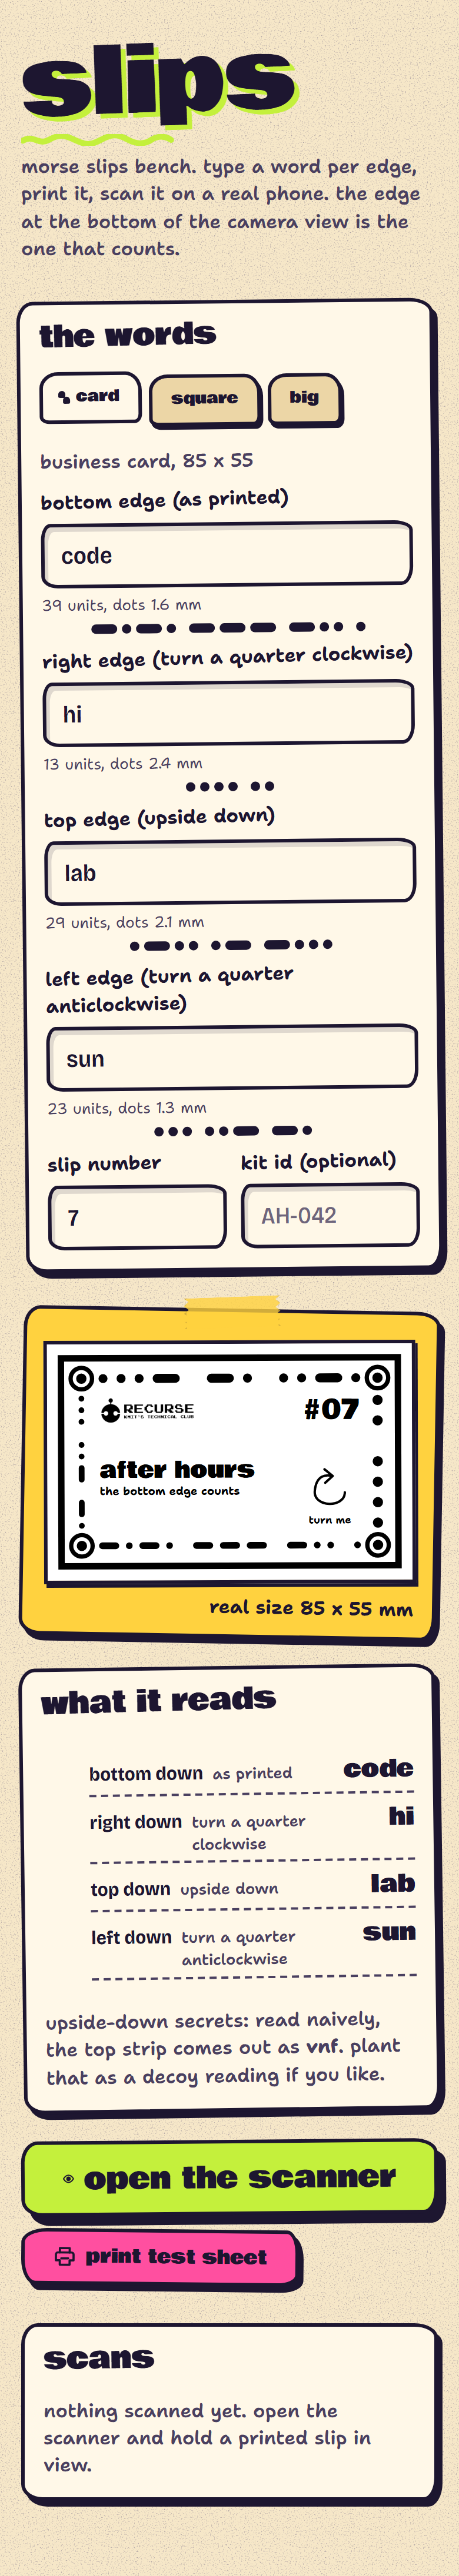 slips
morse slips bench. type a word per edge,
print it, scan it on a real phone. the edge
at the bottom of the camera view is the
one that counts.
the words
card square big
business card, 85 x 55
bottom edge (as printed)
code
39 units, dots 1.6 mm
right edge (turn a quarter clockwise)
hi
13 units, dots 2.4 mm
top edge (upside down)
lab
29 units, dots 2.1 mm
left edge (turn a quarter
anticlockwise)
sun
23 units, dots 1.3 mm
slip number kit id (optional)
7 AH-042
RECURSE
KMIT'S TECHNICAL CLUB
#07
after hours
the bottom edge counts
turn me
real size 85 x 55 mm
what it reads
bottom down as printed code
right down turn a quarter
clockwise hi
top down upside down lab
left down turn a quarter
anticlockwise sun
upside-down secrets: read naively,
the top strip comes out as vnf. plant
that as a decoy reading if you like.
open the scanner
print test sheet
scans
nothing scanned yet. open the
scanner and hold a printed slip in
view.